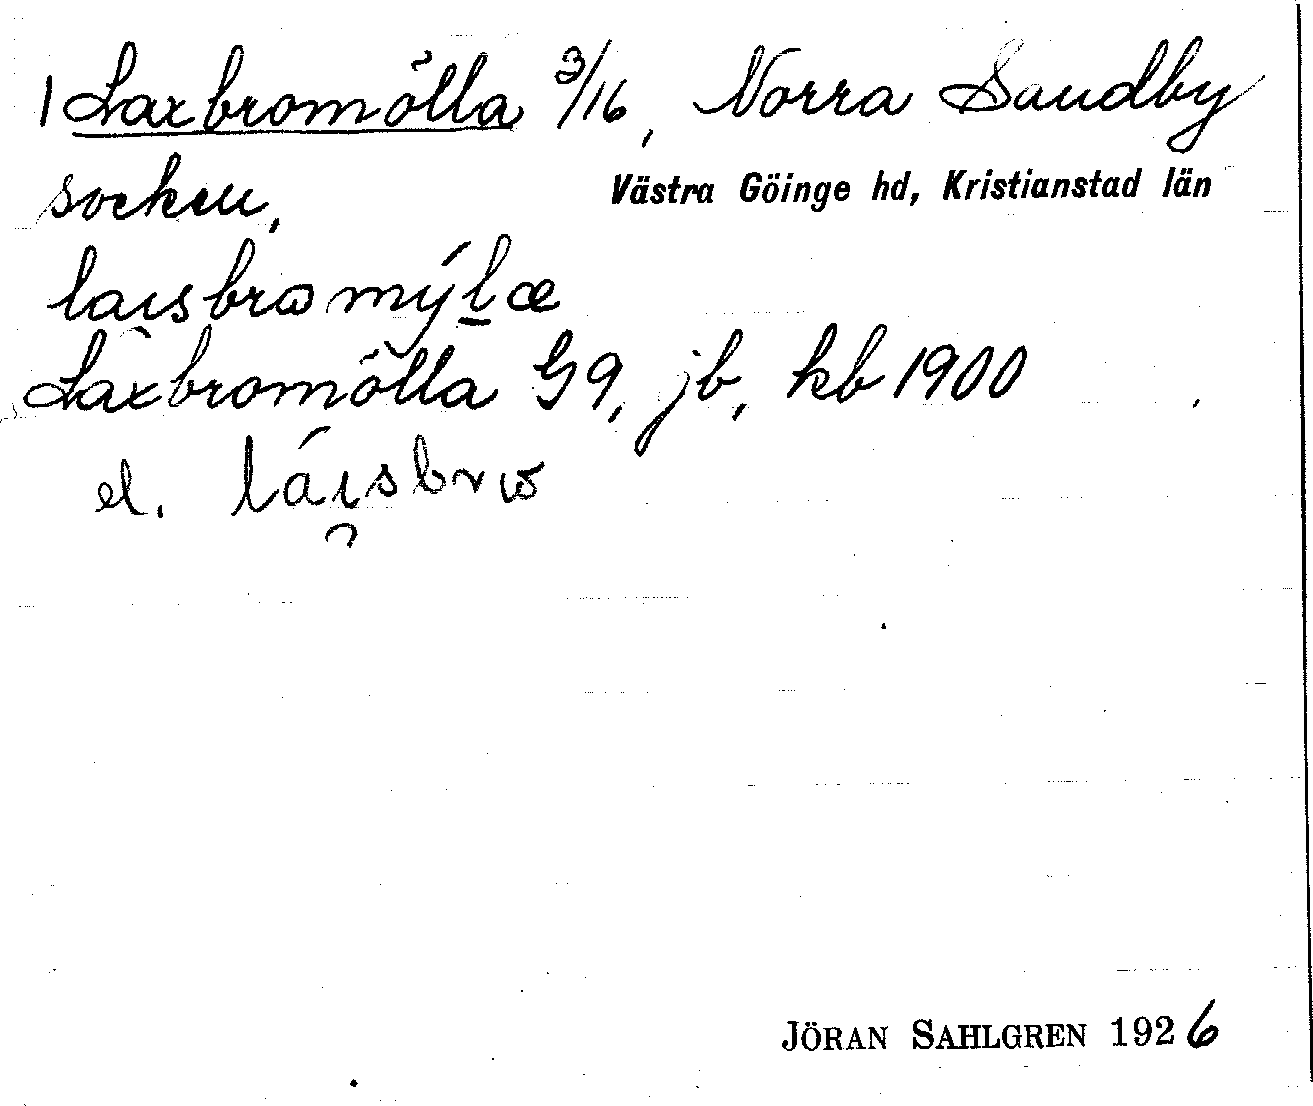 1 Laxbromölla 3/16, Norra Sandby
socken,
Västra Göinge hd, Kristianstad län
laısbrωmýlæ
Laxbromölla G9, jb, kb 1900
el. láısbrω
JÖRAN SAHLGREN 1926